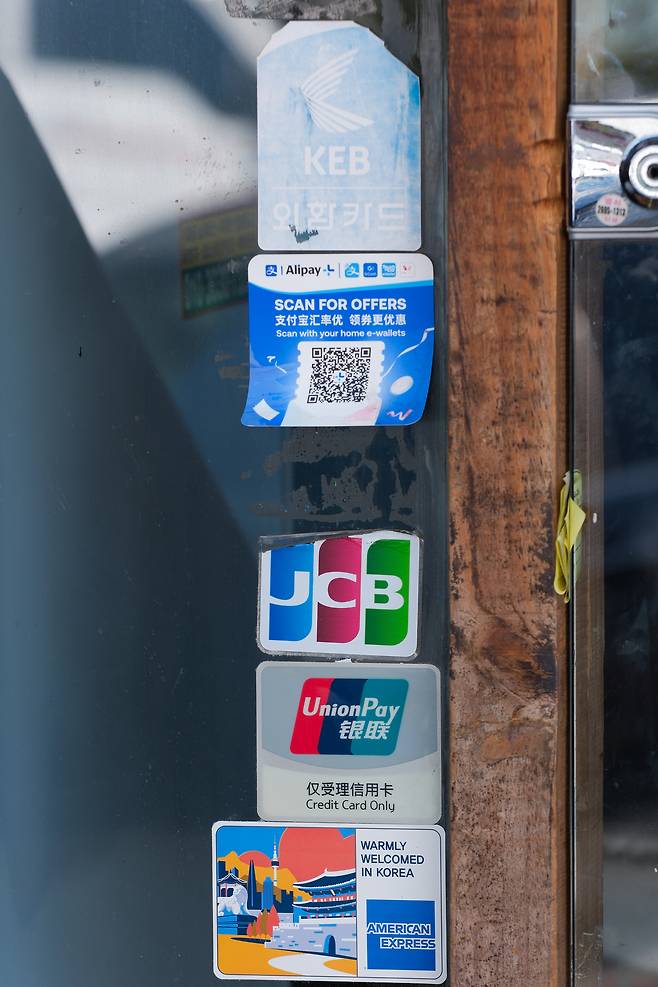 KEB
외환카드
Alipay+
SCAN FOR OFFERS
支付宝汇率优 领券更优惠
Scan with your home e-wallets
JCB
UnionPay
银联
仅受理信用卡
Credit Card Only
WARMLY
WELCOMED
IN KOREA
AMERICAN
EXPRESS